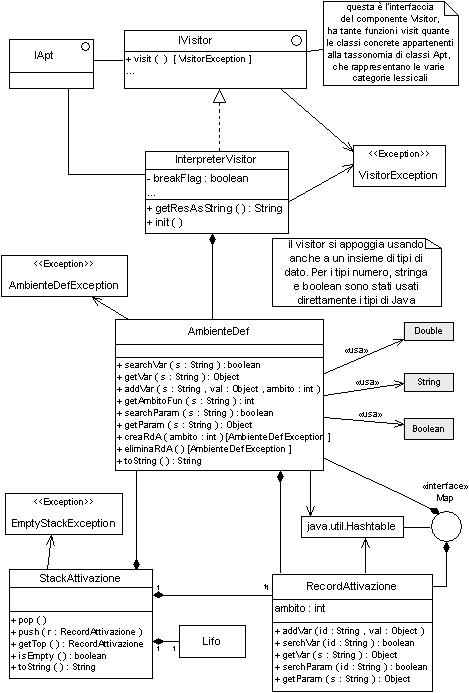 questa è l'interfaccia
del componente Visitor,
ha tante funzioni visit quante
le classi concrete appartenenti
alla tassonomia di classi Apt,
che rappresentano le varie
categorie lessicali
IVisitor
+ visit ( ) [ VisitorException ]
...
IApt
<<Exception>>
VisitorException
InterpreterVisitor
- breakFlag : boolean
...
+ getResAsString ( ) : String
+ init ( )
il visitor si appoggia usando
anche a un insieme di tipi di
dato. Per i tipi numero, stringa
e boolean sono stati usati
direttamente i tipi di Java
<<Exception>>
AmbienteDefException
AmbienteDef
+ searchVar ( s : String ) : boolean
+ getVar ( s : String ) : Object
+ addVar ( s : String , val : Object , ambito : int )
+ getAmbitoFun ( s : String ) : int
+ searchParam ( s : String ) : boolean
+ getParam ( s : String ) : Object
+ creaRdA ( ambito : int ) [AmbienteDefException ]
+ eliminaRdA ( ) [AmbienteDefException ]
+ toString ( ) : String
«usa»
Double
«usa»
String
«usa»
Boolean
<<Exception>>
EmptyStackException
«interface»
Map
java.util.Hashtable
StackAttivazione
+ pop ( )
+ push ( r : RecordAttivazione )
+ getTop ( ) : RecordAttivazione
+ isEmpty ( ) : boolean
+ toString ( ) : String
1
1
1
Lifo
RecordAttivazione
ambito : int
+ addVar ( id : String , val : Object )
+ serchVar ( id : String ) : boolean
+ getVar ( s : String ) : Object
+ serchParam ( id : String ) : boolean
+ getParam ( s : String ) : Object